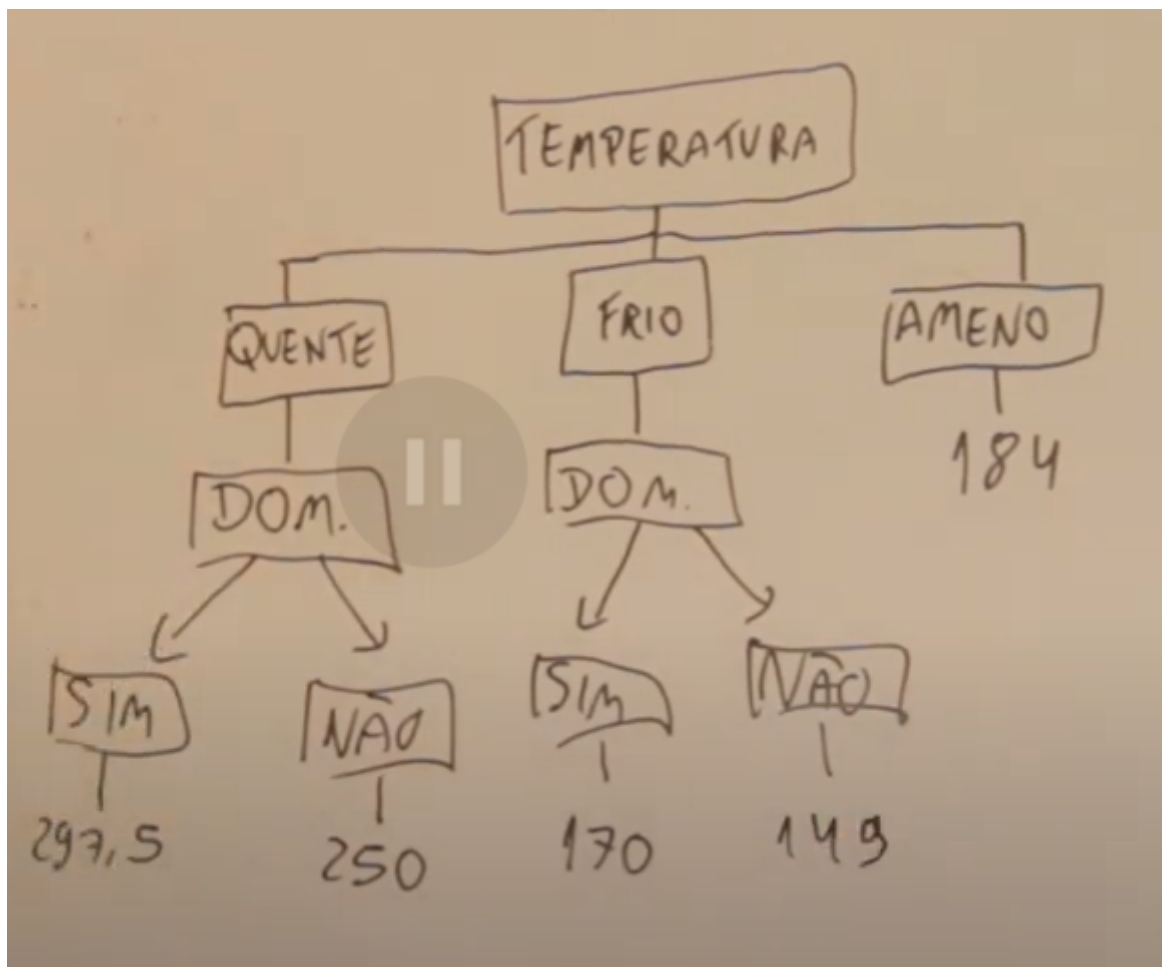 TEMPERATURA
QUENTE
FRIO
AMENO
184
DOM.
DOM.
SIM
NÃO
SIM
NÃO
297,5
250
170
149